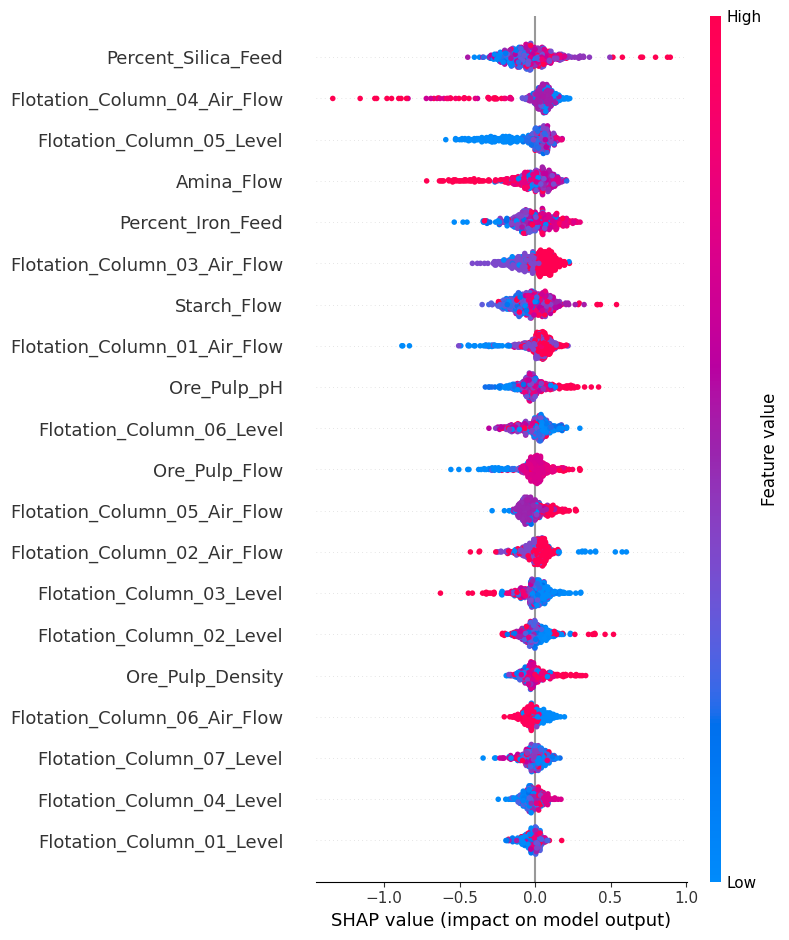 High
Percent_Silica_Feed
Flotation_Column_04_Air_Flow
Flotation_Column_05_Level
Amina_Flow
Percent_Iron_Feed
Flotation_Column_03_Air_Flow
Starch_Flow
Flotation_Column_01_Air_Flow
Ore_Pulp_pH
Flotation_Column_06_Level
Ore_Pulp_Flow
Flotation_Column_05_Air_Flow
Flotation_Column_02_Air_Flow
Flotation_Column_03_Level
Flotation_Column_02_Level
Ore_Pulp_Density
Flotation_Column_06_Air_Flow
Flotation_Column_07_Level
Flotation_Column_04_Level
Flotation_Column_01_Level
Feature value
Low
−1.0 −0.5 0.0 0.5 1.0
SHAP value (impact on model output)